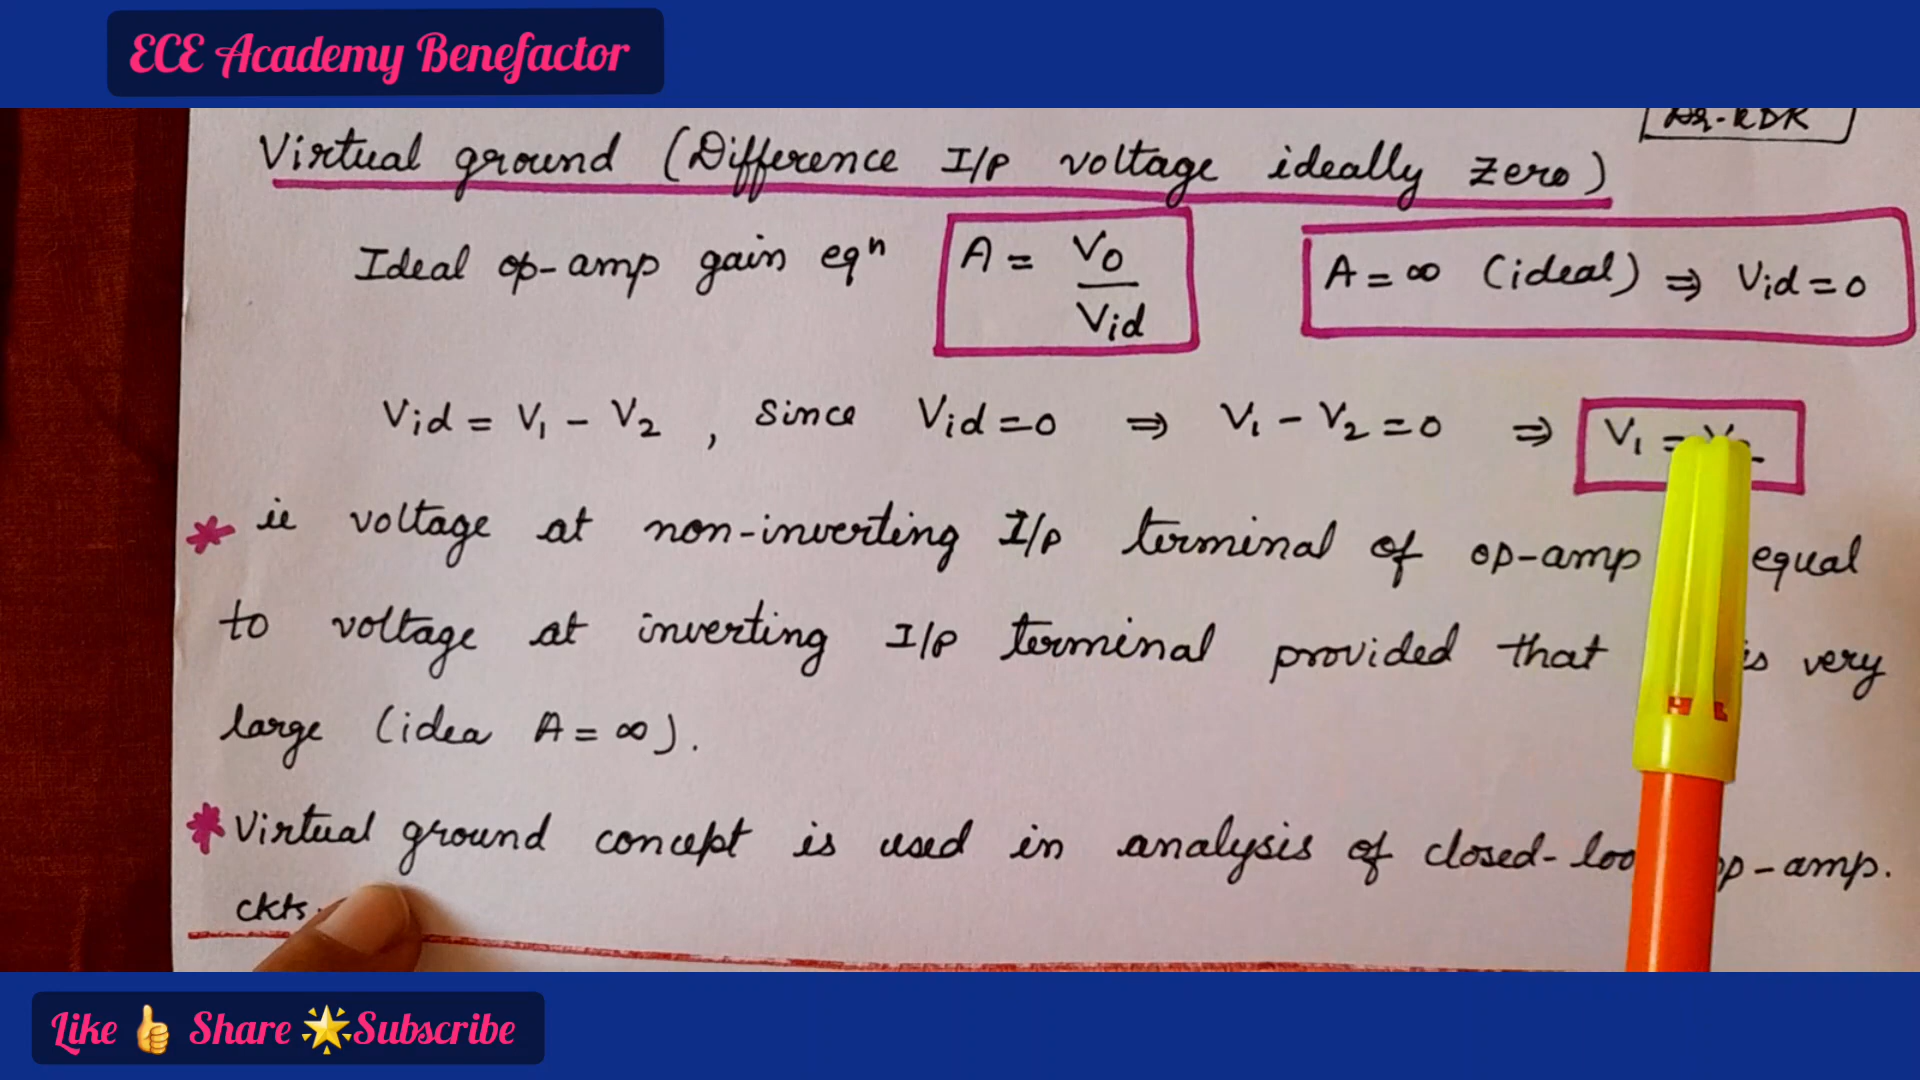 ECE Academy Benefactor
Dr-RDK
Virtual ground (Difference I/P voltage ideally zero)
Ideal op-amp gain eqⁿ A = Vo/Vid A = ∞ (ideal) ⇒ Vid = 0
Vid = V₁ - V₂ , since Vid = 0 ⇒ V₁ - V₂ = 0 ⇒ V₁ =
* ie voltage at non-inverting I/P terminal of op-amp equal
to voltage at inverting I/P terminal provided that is very
large (idea A = ∞).
* Virtual ground concept is used in analysis of closed-loo op-amp.
ckts.
Like 👍 Share 🌟Subscribe